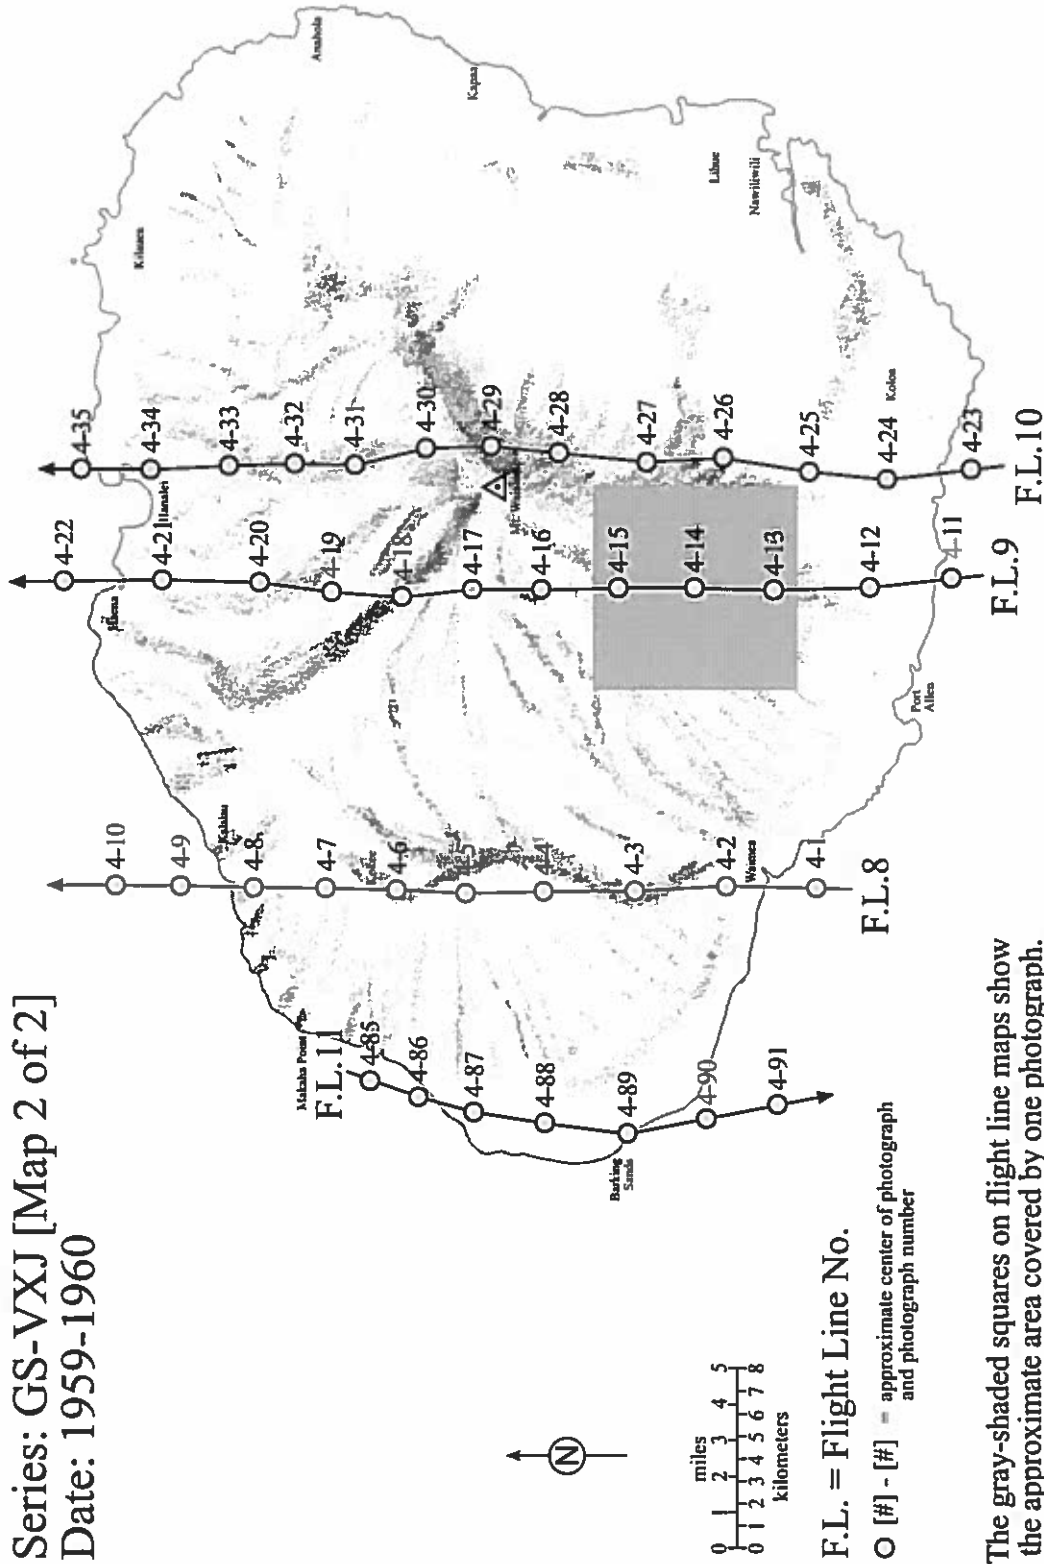 Series: GS-VXJ [Map 2 of 2]
Date: 1959-1960
4-35
4-34
4-33
4-32
4-31
4-30
4-29
4-28
4-27
4-26
4-25
4-24
4-23
F.L.10
4-22
4-21
4-20
4-19
4-18
4-17
4-16
4-15
4-14
4-13
4-12
4-11
F.L.9
4-10
4-9
4-8
4-7
4-6
4-5
4-4
4-3
4-2
4-1
F.L.8
F.L.11
4-85
4-86
4-87
4-88
4-89
4-90
4-91
Anahola
Kapaa
Kilauea
Lihue
Nawiliwili
Koloa
Hanalei
Haena
Port
Allen
Kalalau
Kokee
Waimea
Makaha Point
Barking
Sands
N
miles
0 1 2 3 4 5
0 1 2 3 4 5 6 7 8
kilometers
F.L. = Flight Line No.
[#] - [#] = approximate center of photograph
and photograph number
The gray-shaded squares on flight line maps show
the approximate area covered by one photograph.